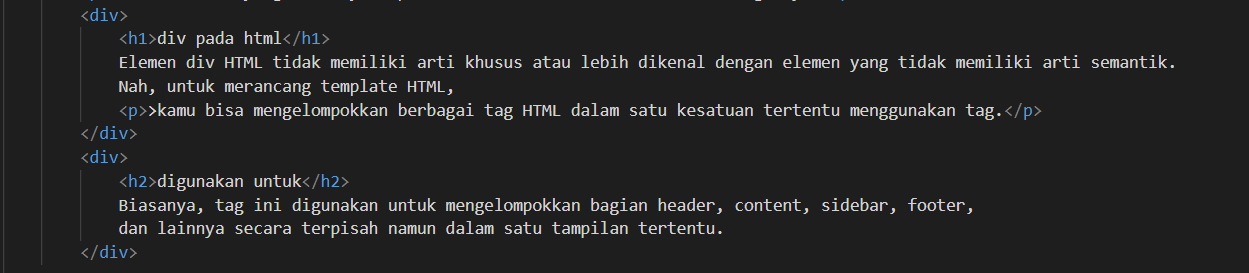 <div>
<h1>div pada html</h1>
Elemen div HTML tidak memiliki arti khusus atau lebih dikenal dengan elemen yang tidak memiliki arti semantik.
Nah, untuk merancang template HTML,
<p>>kamu bisa mengelompokkan berbagai tag HTML dalam satu kesatuan tertentu menggunakan tag.</p>
</div>
<div>
<h2>digunakan untuk</h2>
Biasanya, tag ini digunakan untuk mengelompokkan bagian header, content, sidebar, footer,
dan lainnya secara terpisah namun dalam satu tampilan tertentu.
</div>